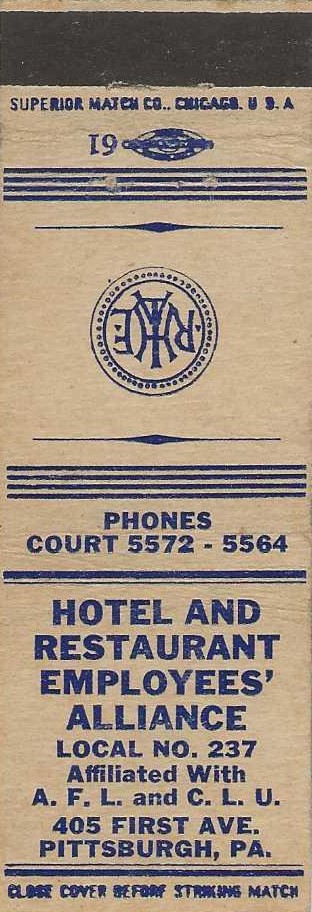 SUPERIOR MATCH CO., CHICAGO. U S. A
61
PHONES
COURT 5572 - 5564
HOTEL AND
RESTAURANT
EMPLOYEES'
ALLIANCE
LOCAL NO. 237
Affiliated With
A. F. L. and C. L. U.
405 FIRST AVE.
PITTSBURGH, PA.
CLOSE COVER BEFORE STRIKING MATCH